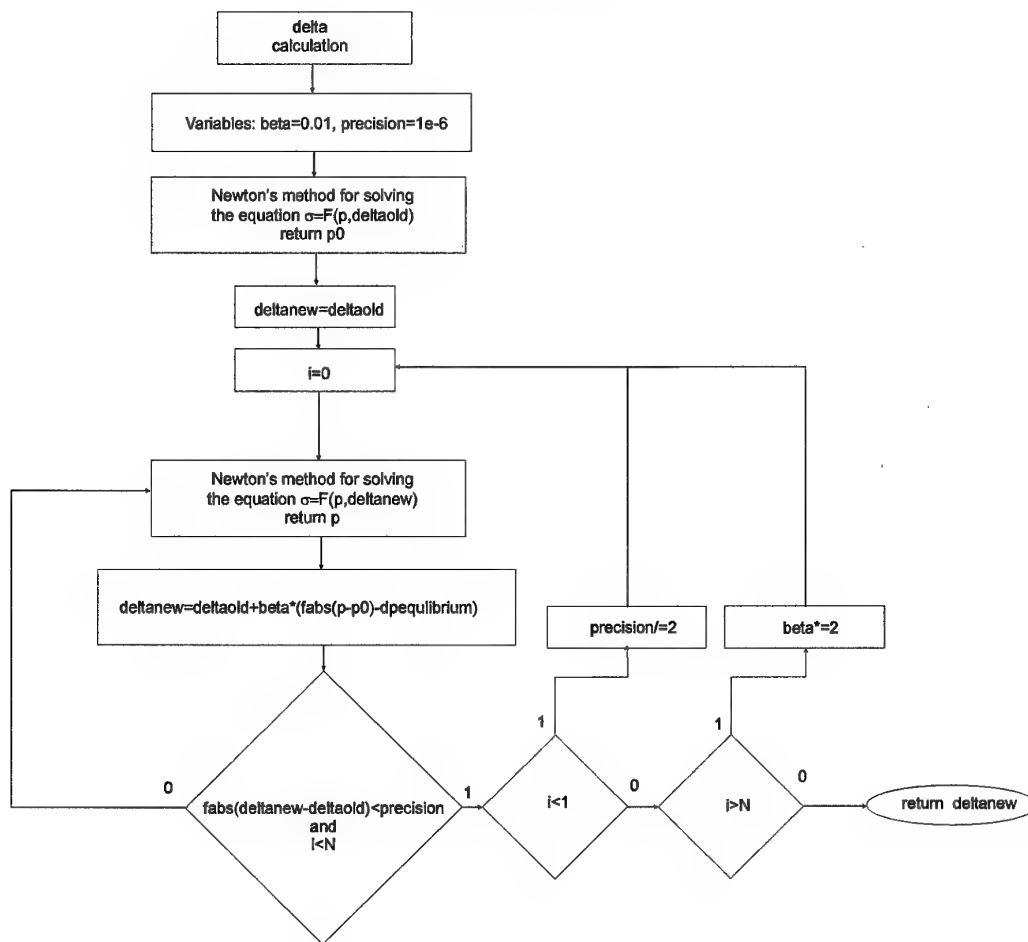 delta
calculation
Variables: beta=0.01, precision=1e-6
Newton's method for solving
the equation σ=F(p,deltaold)
return p0
deltanew=deltaold
i=0
Newton's method for solving
the equation σ=F(p,deltanew)
return p
deltanew=deltaold+beta*(fabs(p-p0)-dpequlibrium)
precision/=2
beta*=2
0
fabs(deltanew-deltaold)<precision
and
i<N
1
1
i<1
0
1
i>N
0
return deltanew